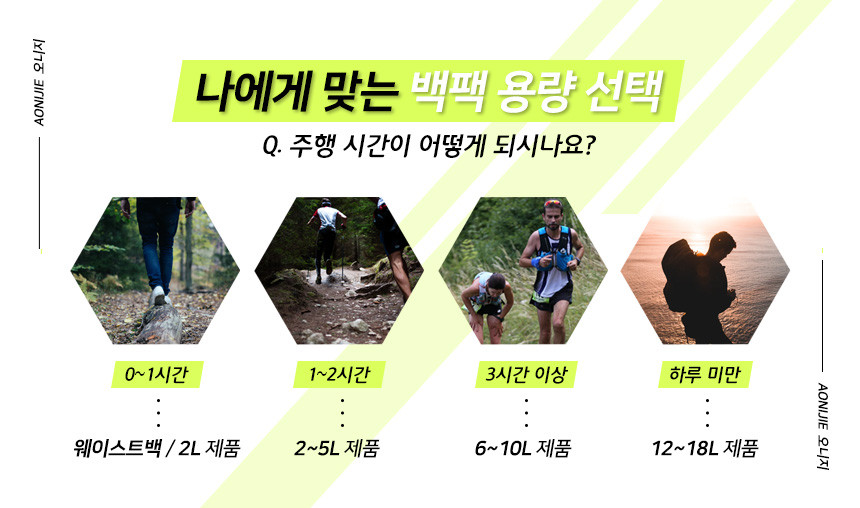 AONIJIE 오니지
나에게 맞는 백팩 용량 선택
Q. 주행 시간이 어떻게 되시나요?
0~1시간
1~2시간
3시간 이상
하루 미만
웨이스트백 / 2L 제품
2~5L 제품
6~10L 제품
12~18L 제품
AONIJIE 오니지